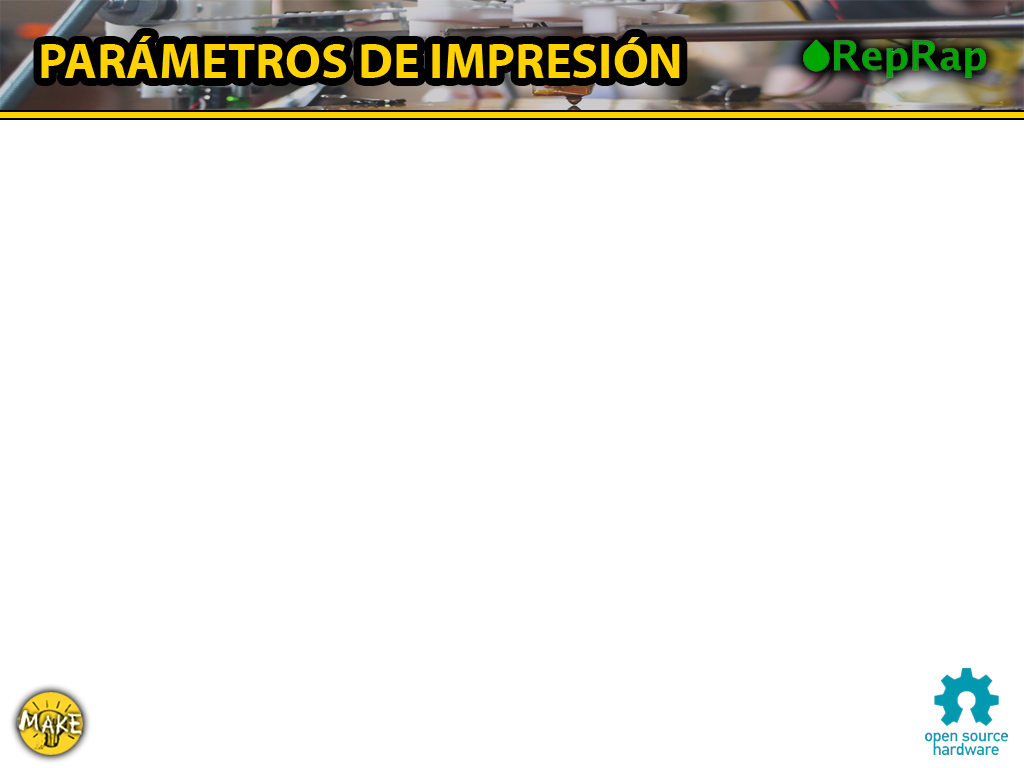 PARÁMETROS DE IMPRESIÓN
RepRap
MAKE
open source
hardware